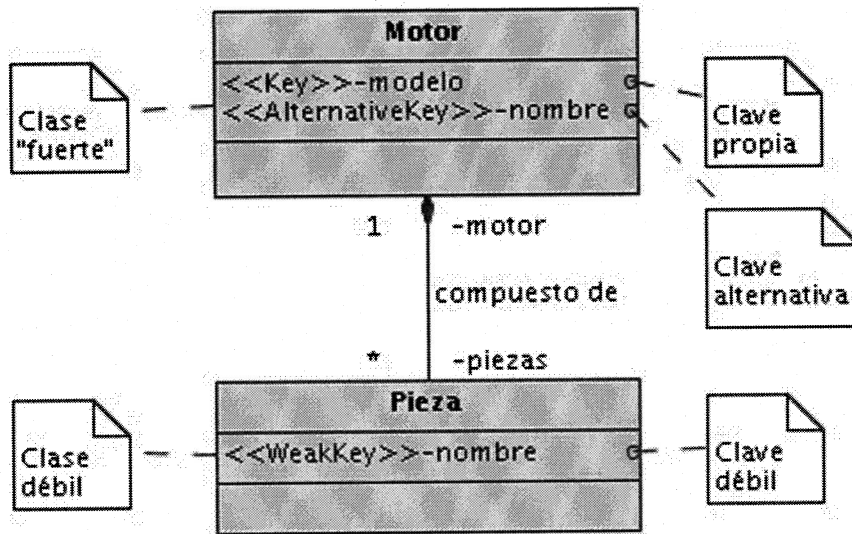 Motor
<<Key>>-modelo
<<AlternativeKey>>-nombre
Clase
"fuerte"
Clave
propia
Clave
alternativa
1
-motor
compuesto de
*
-piezas
Pieza
<<WeakKey>>-nombre
Clase
débil
Clave
débil